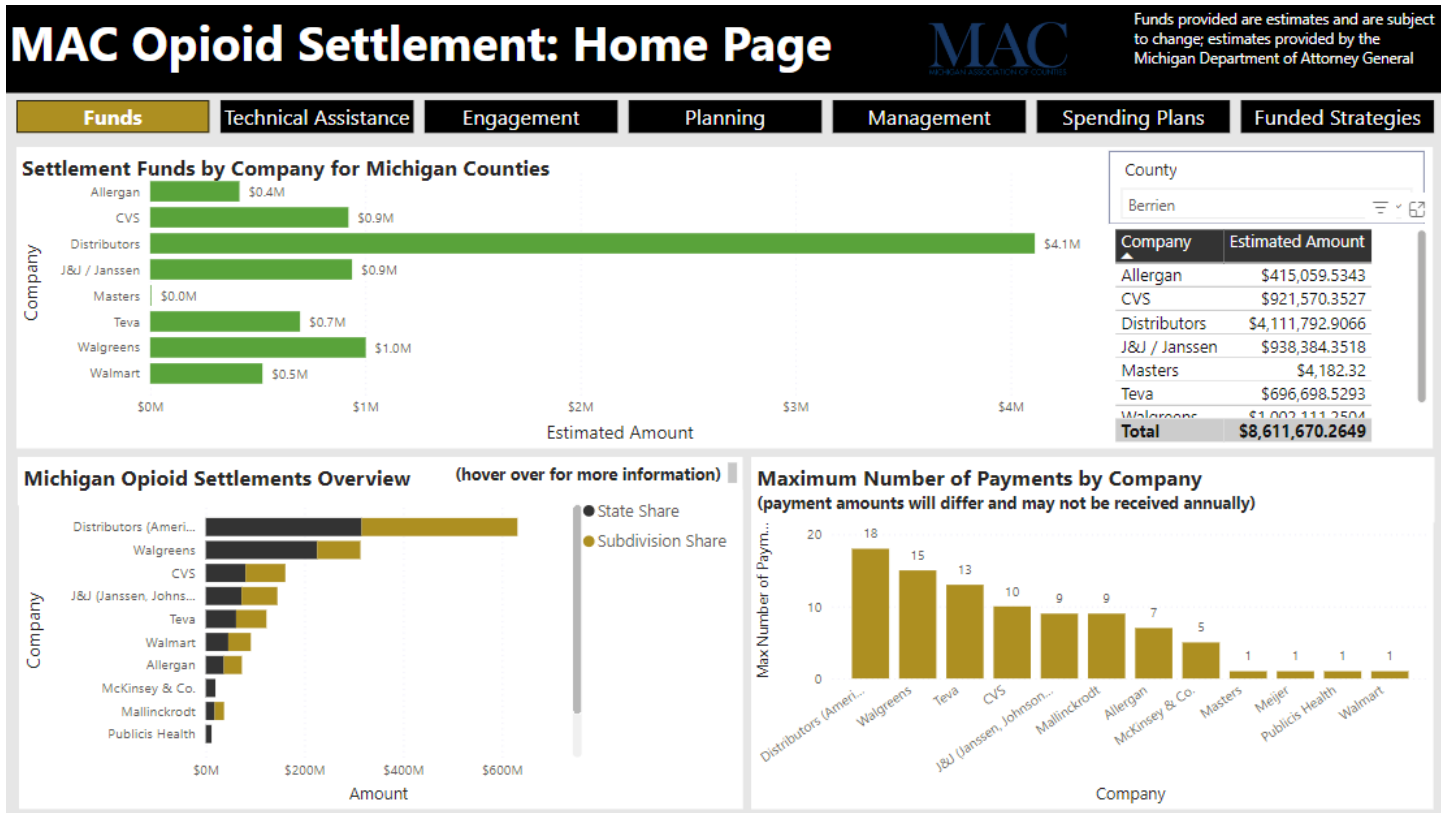 MAC Opioid Settlement: Home Page
MAC
MICHIGAN ASSOCIATION OF COUNTIES
Funds provided are estimates and are subject
to change; estimates provided by the
Michigan Department of Attorney General
Funds
Technical Assistance
Engagement
Planning
Management
Spending Plans
Funded Strategies
Settlement Funds by Company for Michigan Counties
Company
Allergan $0.4M
CVS $0.9M
Distributors $4.1M
J&J / Janssen $0.9M
Masters $0.0M
Teva $0.7M
Walgreens $1.0M
Walmart $0.5M
$0M $1M $2M $3M $4M
Estimated Amount
County
Berrien
Company Estimated Amount
Allergan $415,059.5343
CVS $921,570.3527
Distributors $4,111,792.9066
J&J / Janssen $938,384.3518
Masters $4,182.32
Teva $696,698.5293
Walgreens $1,002,111.2504
Total $8,611,670.2649
Michigan Opioid Settlements Overview
(hover over for more information)
State Share
Subdivision Share
Company
Distributors (Ameri...
Walgreens
CVS
J&J (Janssen, Johns...
Teva
Walmart
Allergan
McKinsey & Co.
Mallinckrodt
Publicis Health
$0M $200M $400M $600M
Amount
Maximum Number of Payments by Company
(payment amounts will differ and may not be received annually)
Max Number of Paym...
20
10
0
18 15 13 10 9 9 7 5 1 1 1 1
Distributors (Ameri...
Walgreens
Teva
CVS
J&J (Janssen, Johnson...
Mallinckrodt
Allergan
McKinsey & Co.
Masters
Meijer
Publicis Health
Walmart
Company